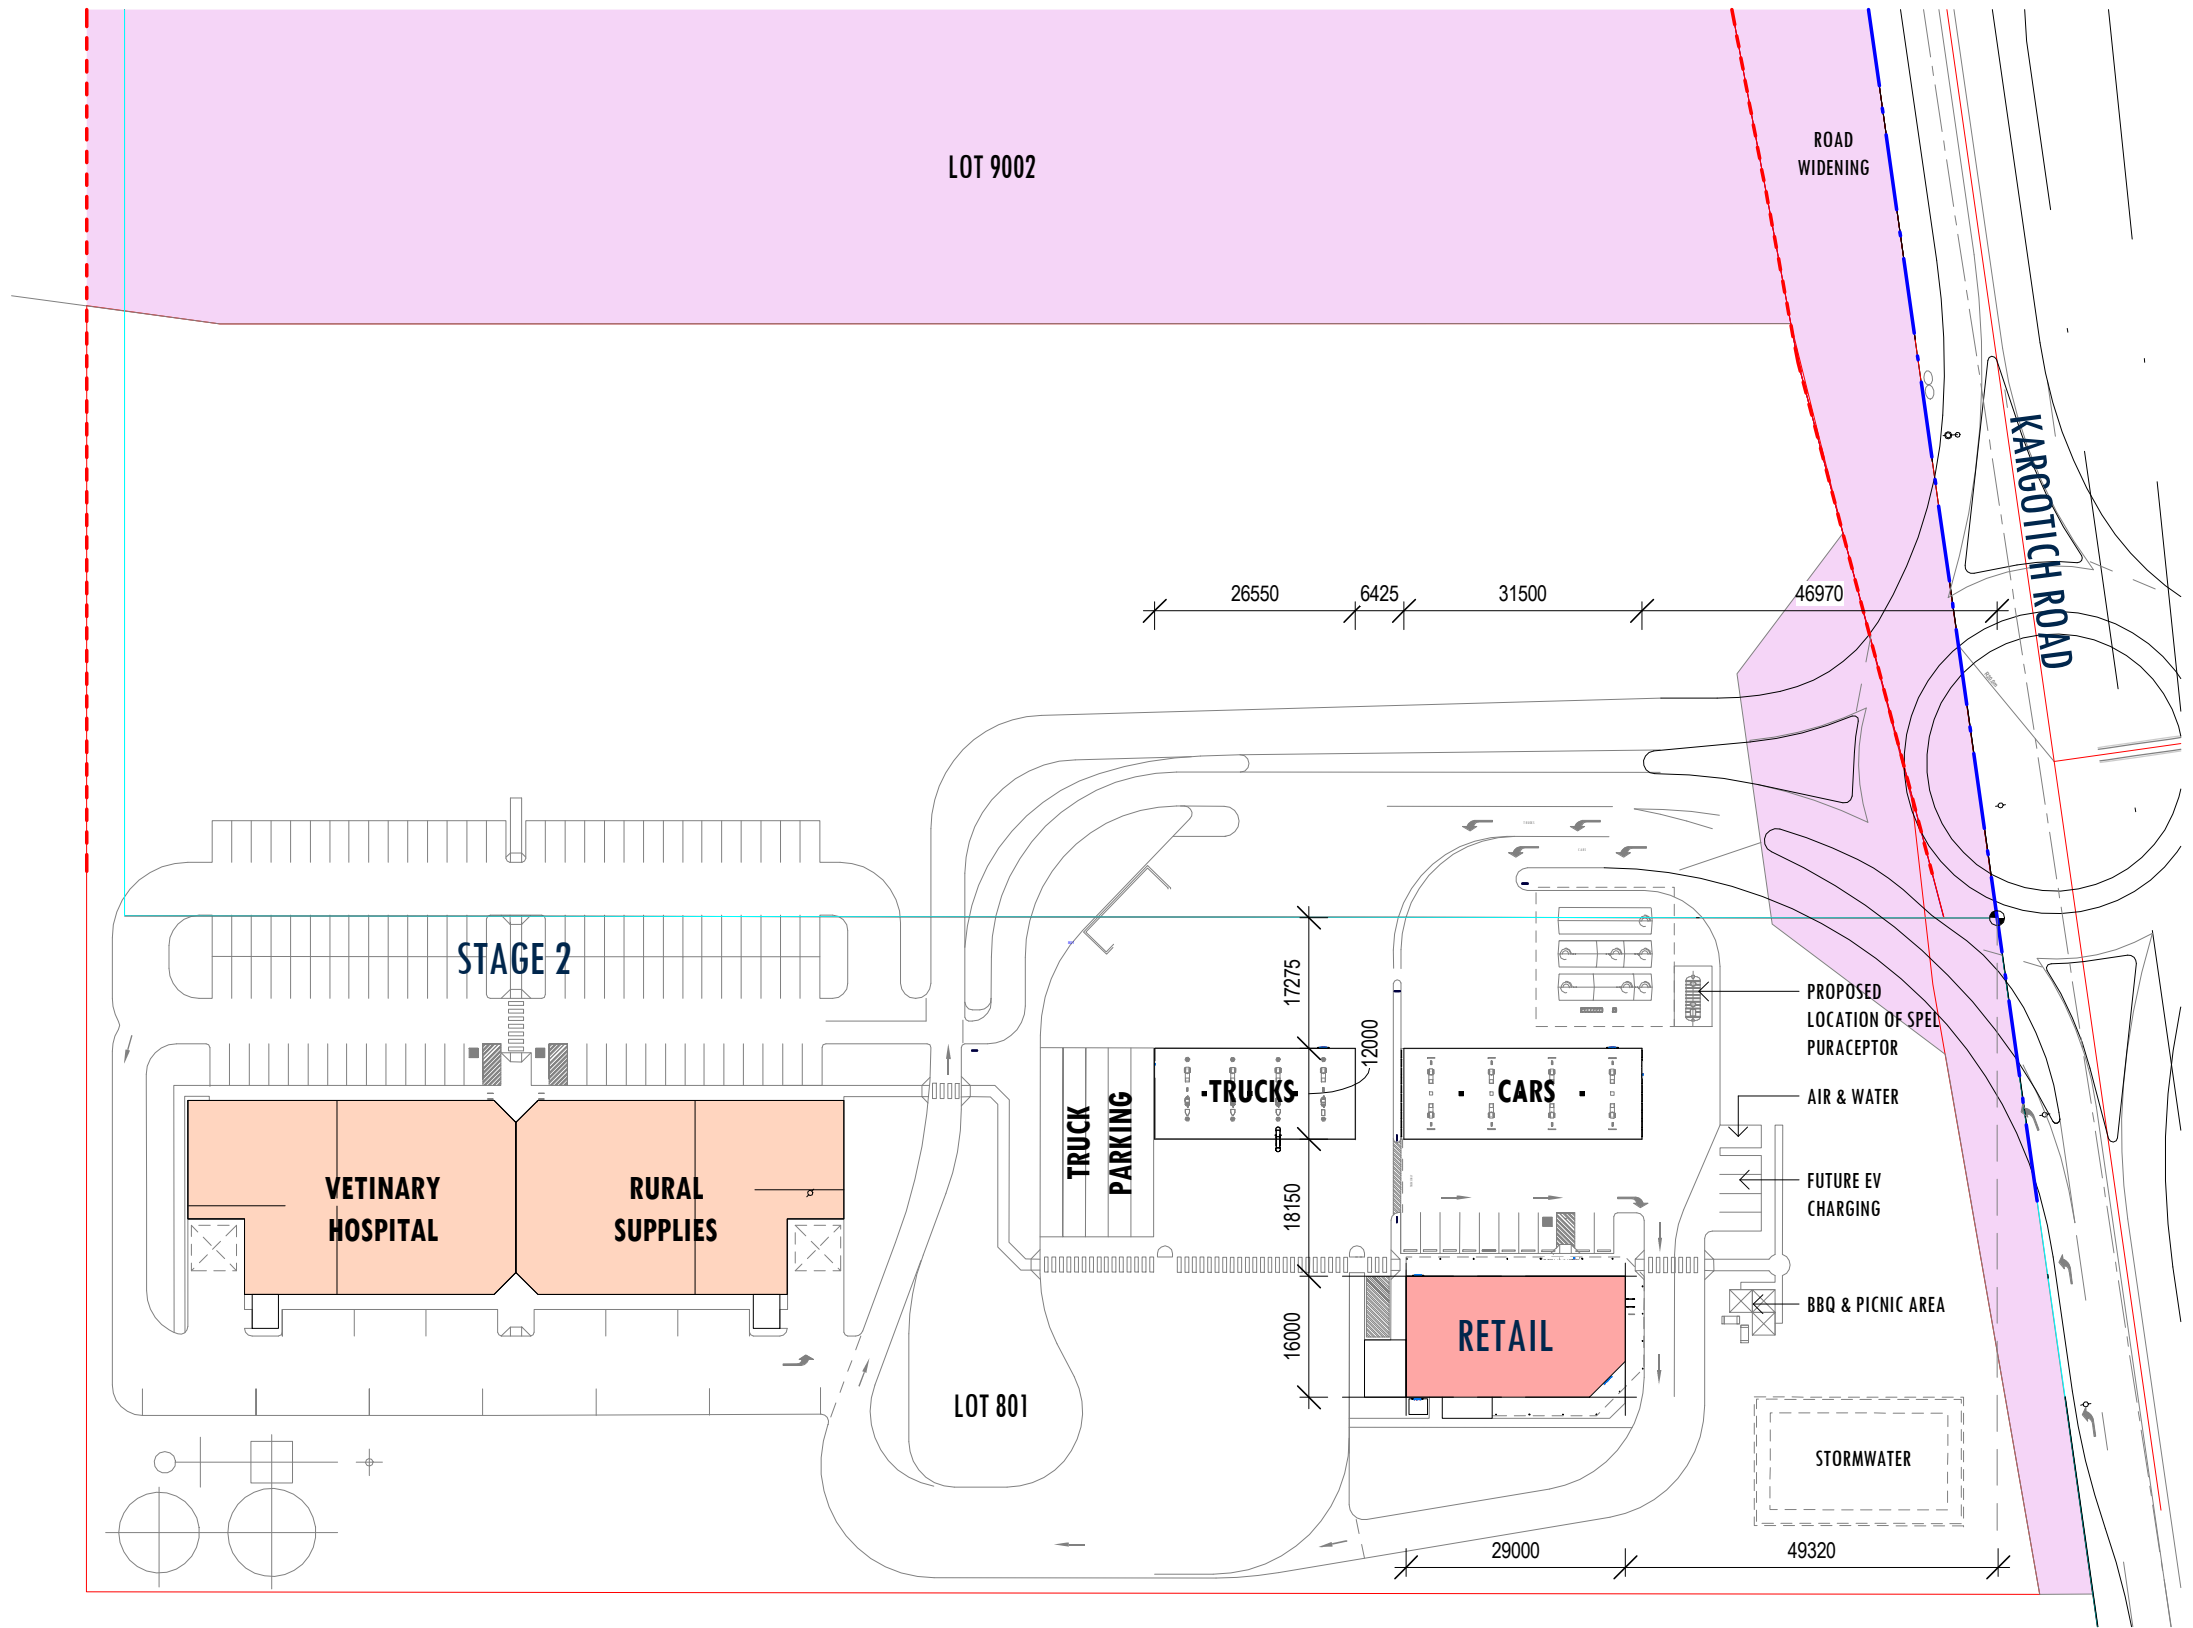 ROAD
WIDENING
LOT 9002
KARGOTICH ROAD
26550
6425
31500
46970
STAGE 2
17275
12000
PROPOSED
LOCATION OF SPEL
PURACEPTOR
TRUCKS
CARS
AIR & WATER
TRUCK
PARKING
VETINARY
HOSPITAL
RURAL
SUPPLIES
18150
FUTURE EV
CHARGING
BBQ & PICNIC AREA
16000
RETAIL
LOT 801
STORMWATER
29000
49320